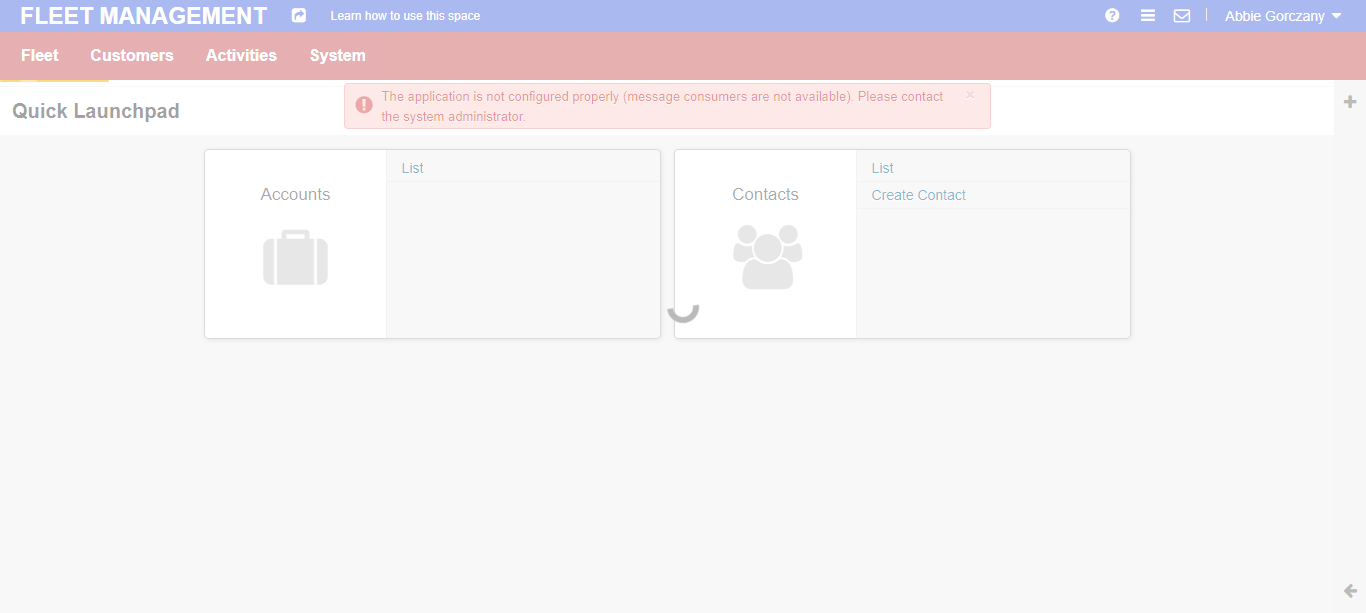 FLEET MANAGEMENT
Learn how to use this space
Abbie Gorczany
Fleet
Customers
Activities
System
Quick Launchpad
The application is not configured properly (message consumers are not available). Please contact
the system administrator.
×
Accounts
List
Contacts
List
Create Contact